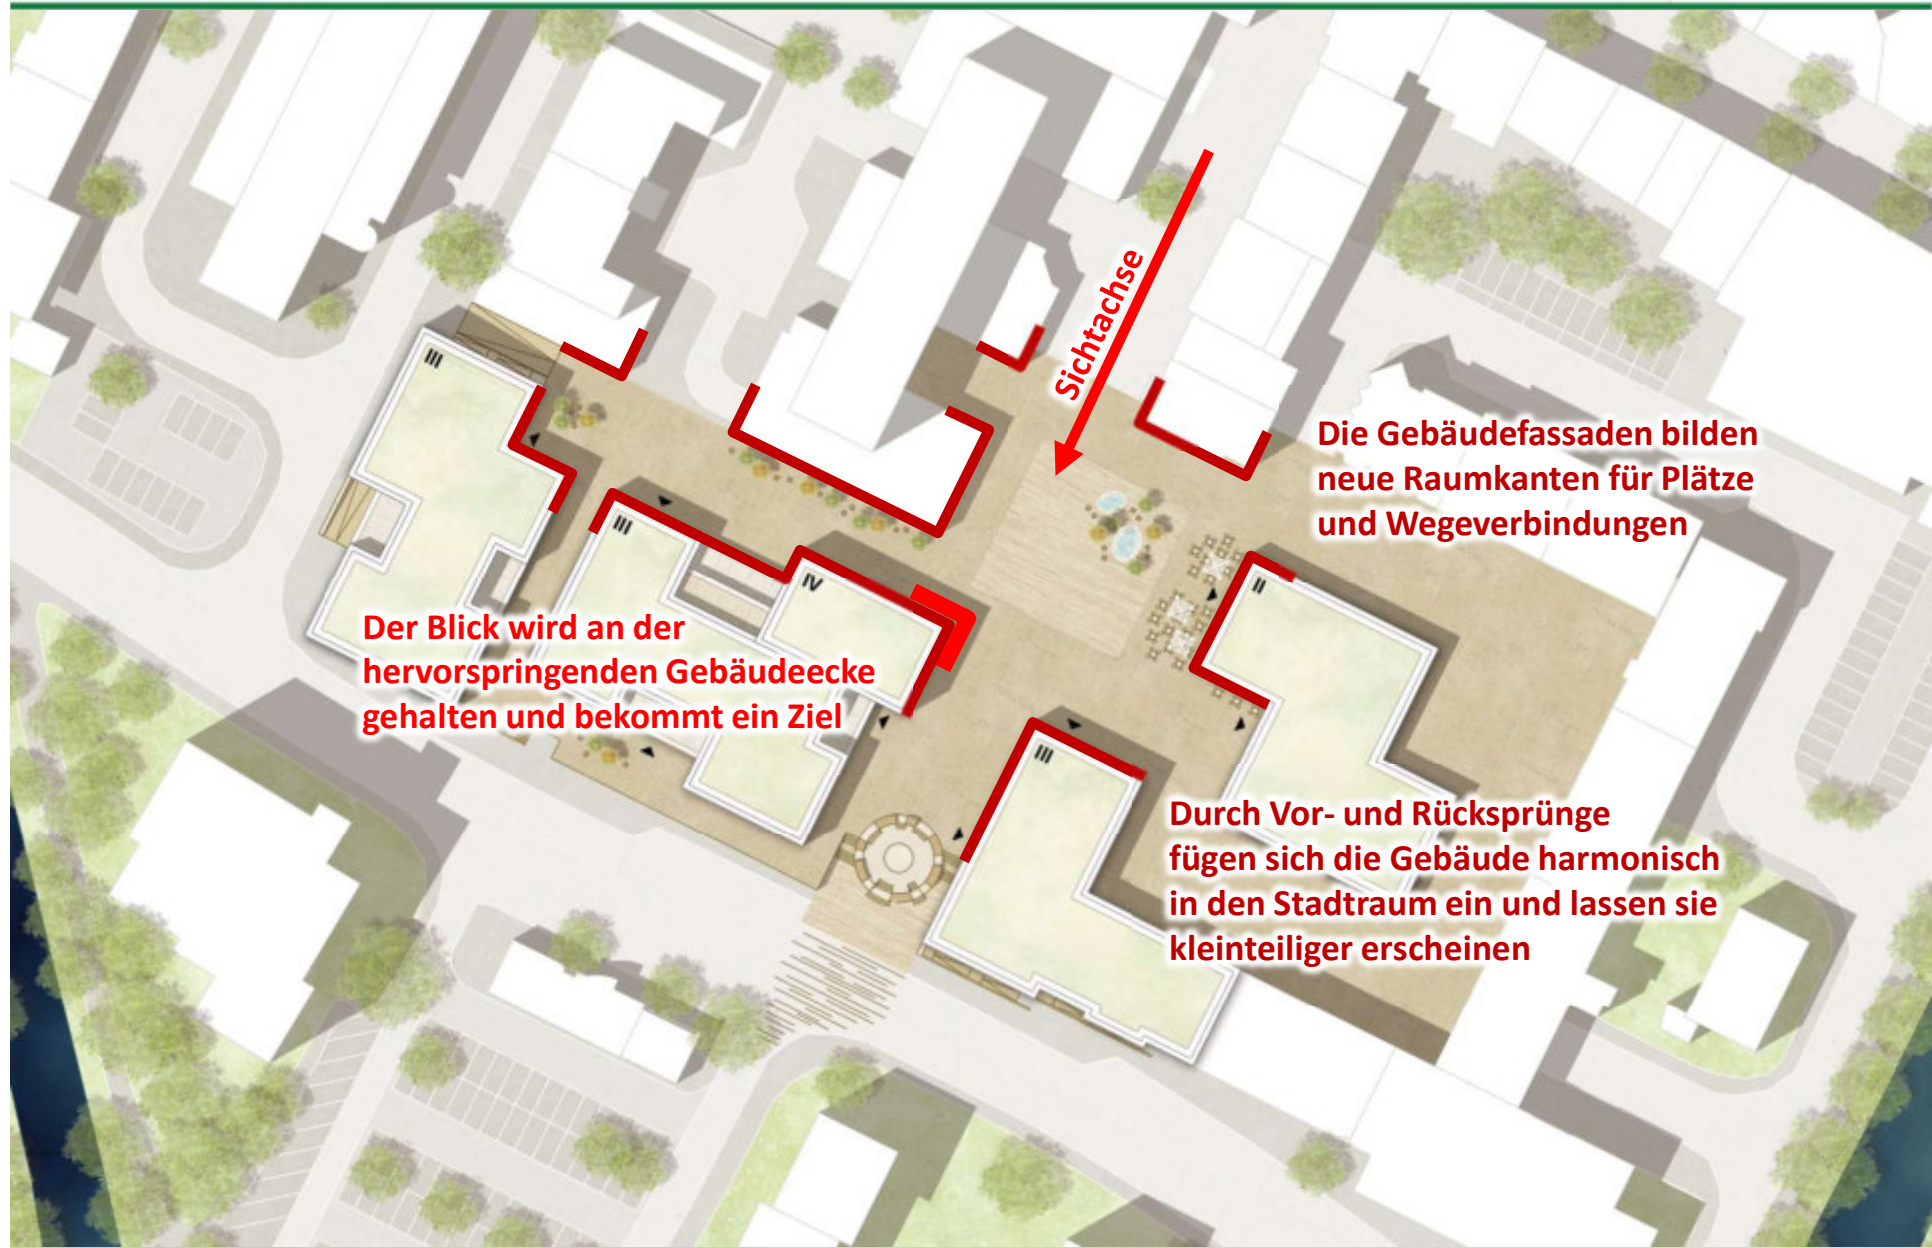 Sichtachse
III
Die Gebäudefassaden bilden
neue Raumkanten für Plätze
und Wegeverbindungen
III
IV
II
Der Blick wird an der
hervorspringenden Gebäudeecke
gehalten und bekommt ein Ziel
III
Durch Vor- und Rücksprünge
fügen sich die Gebäude harmonisch
in den Stadtraum ein und lassen sie
kleinteiliger erscheinen